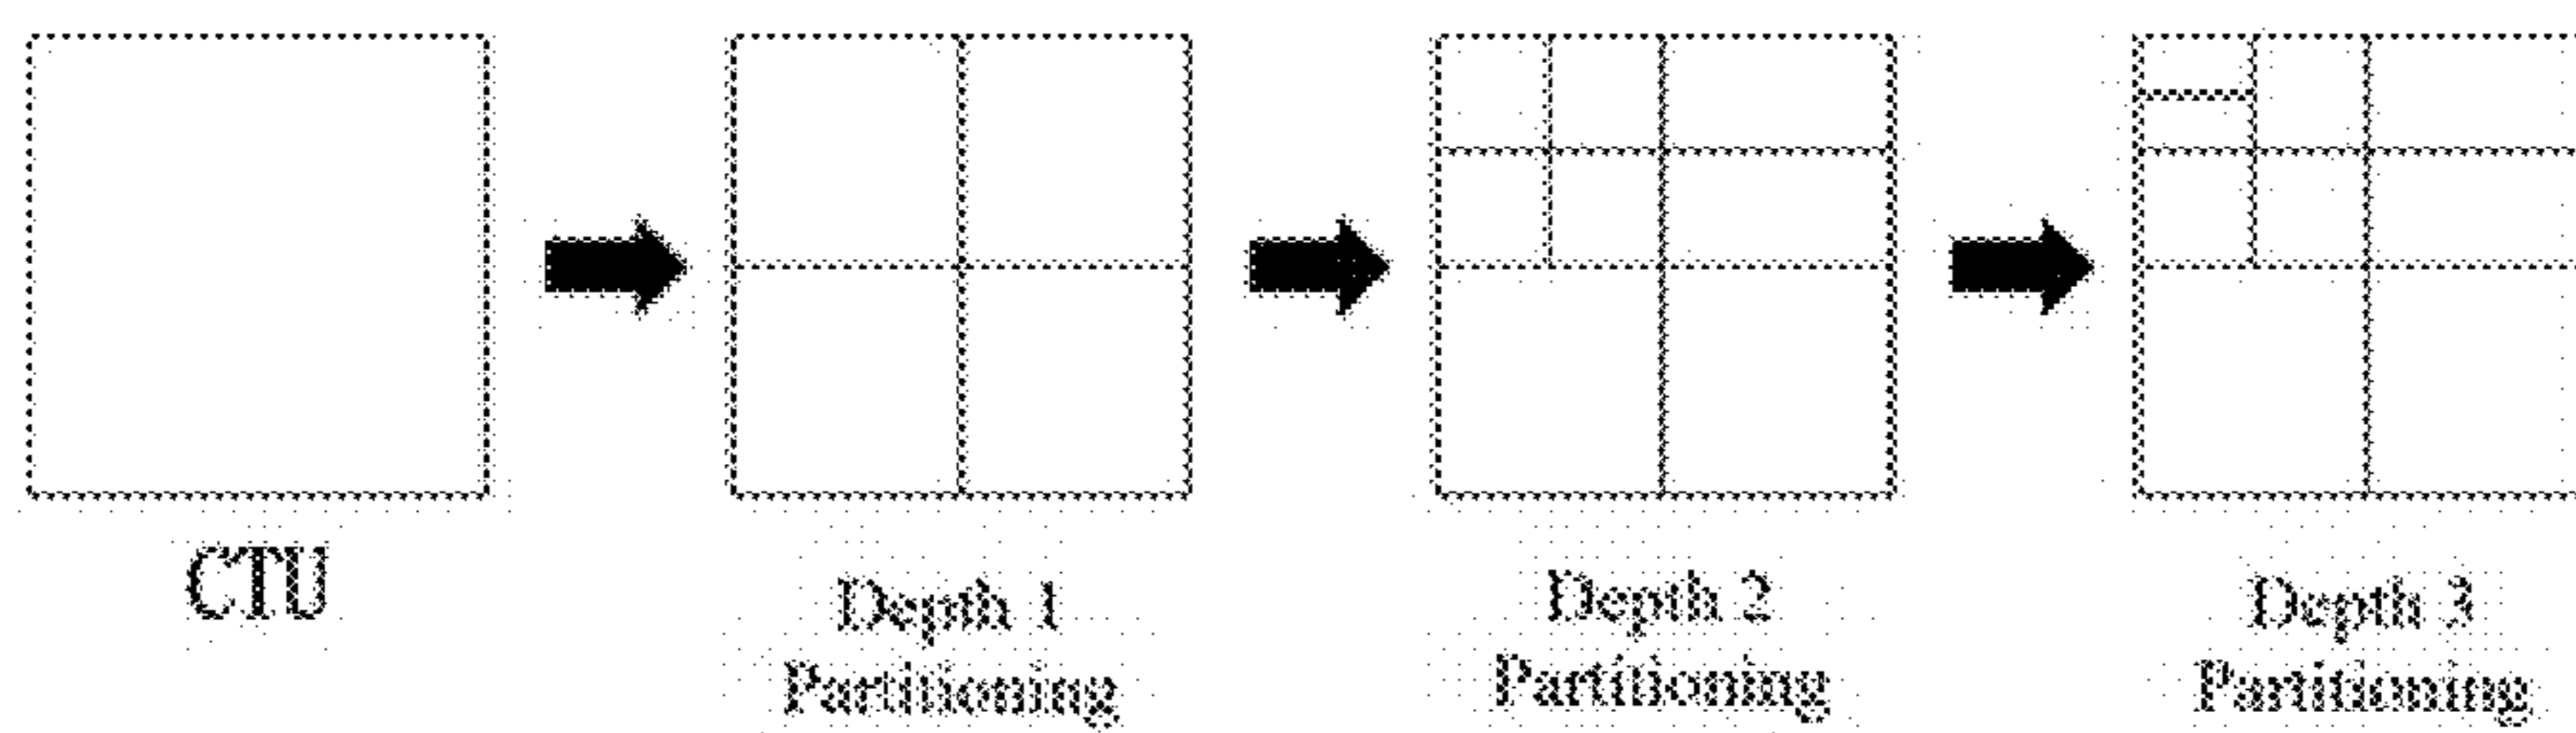 CTU
Depth 1
Partitioning
Depth 2
Partitioning
Depth 3
Partitioning